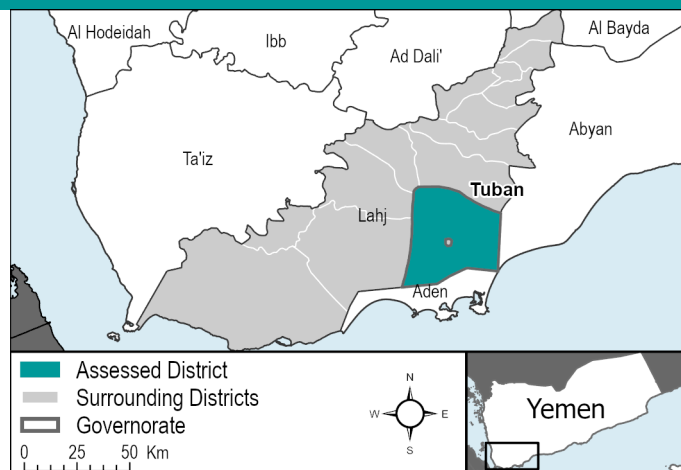 Al Hodeidah
Ibb
Al Bayda
Ad Dali'
Abyan
Ta'iz
Tuban
Lahj
Aden
Assessed District
Surrounding Districts
Governorate
0 25 50 Km
N
W E
S
Yemen